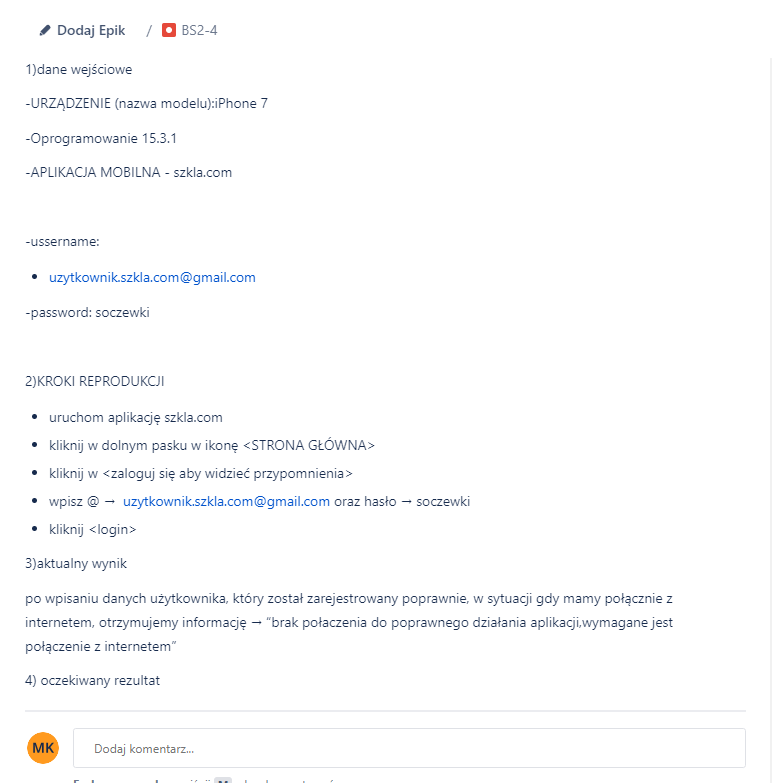 Dodaj Epik / BS2-4
1)dane wejściowe
-URZĄDZENIE (nazwa modelu):iPhone 7
-Oprogramowanie 15.3.1
-APLIKACJA MOBILNA - szkla.com
-ussername:
• uzytkownik.szkla.com@gmail.com
-password: soczewki
2)KROKI REPRODUKCJI
• uruchom aplikację szkla.com
• kliknij w dolnym pasku w ikonę <STRONA GŁÓWNA>
• kliknij w <zaloguj się aby widzieć przypomnienia>
• wpisz @ → uzytkownik.szkla.com@gmail.com oraz hasło → soczewki
• kliknij <login>
3)aktualny wynik
po wpisaniu danych użytkownika, który został zarejestrowany poprawnie, w sytuacji gdy mamy połącznie z
internetem, otrzymujemy informację → “brak połaczenia do poprawnego działania aplikacji,wymagane jest
połączenie z internetem”
4) oczekiwany rezultat
MK Dodaj komentarz...